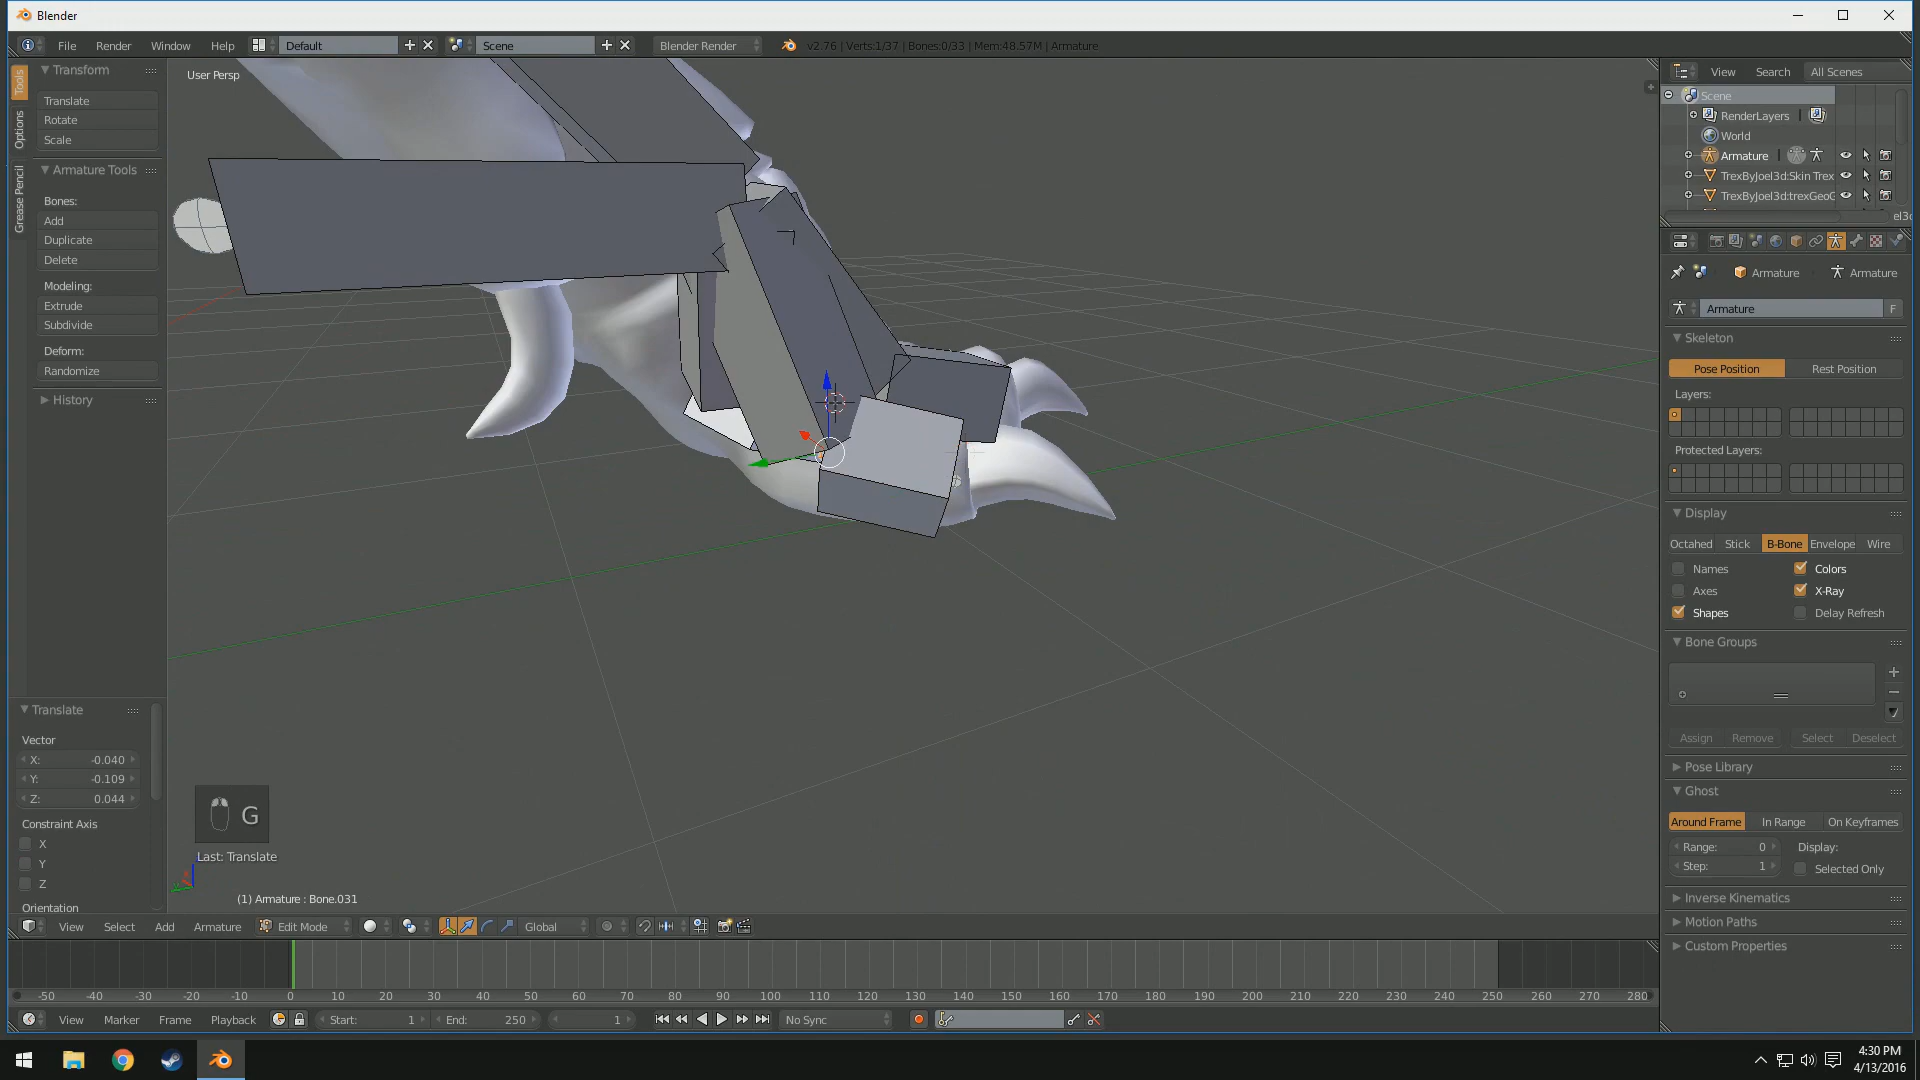 Blender
File Render Window Help Default Scene Blender Render v2.76 | Verts:1/37 | Bones:0/33 | Mem:48.57M | Armature
Tools
Options
Grease Pencil
Transform
Translate
Rotate
Scale
Armature Tools
Bones:
Add
Duplicate
Delete
Modeling:
Extrude
Subdivide
Deform:
Randomize
History
Translate
Vector
X: -0.040
Y: -0.109
Z: 0.044
Constraint Axis
X
Y
Z
Orientation
User Persp
G
Last: Translate
(1) Armature : Bone.031
View Select Add Armature Edit Mode Global
-50 -40 -30 -20 -10 0 10 20 30 40 50 60 70 80 90 100 110 120 130 140 150 160 170 180 190 200 210 220 230 240 250 260 270 280
View Marker Frame Playback Start: 1 End: 250 1 No Sync
View Search All Scenes
Scene
RenderLayers
World
Armature
TrexByJoel3d:Skin Trex
TrexByJoel3d:trexGeoG
el3d
Armature Armature
Armature F
Skeleton
Pose Position Rest Position
Layers:
Protected Layers:
Display
Octahed Stick B-Bone Envelope Wire
Names Colors
Axes X-Ray
Shapes Delay Refresh
Bone Groups
Assign Remove Select Deselect
Pose Library
Ghost
Around Frame In Range On Keyframes
Range: 0 Display:
Step: 1 Selected Only
Inverse Kinematics
Motion Paths
Custom Properties
4:30 PM
4/13/2016